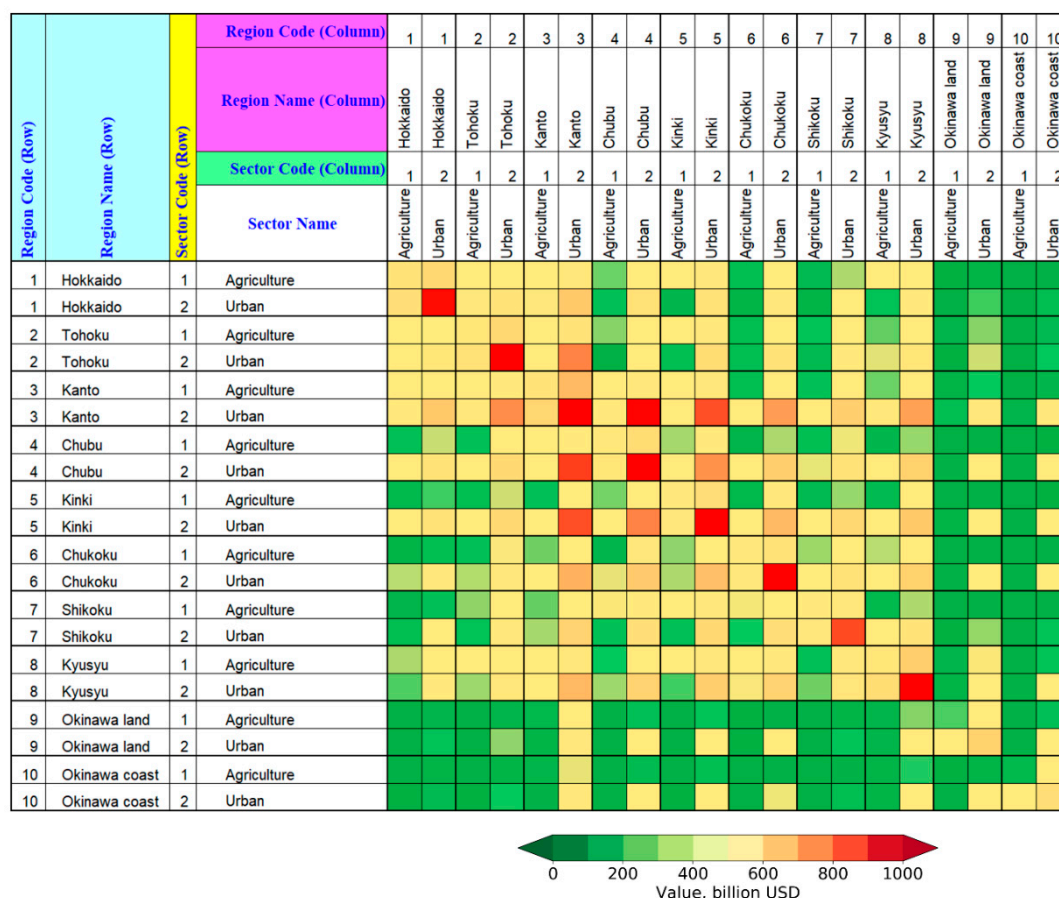 Region Code (Column) 1 1 2 2 3 3 4 4 5 5 6 6 7 7 8 8 9 9 10 10
Region Name (Column) Hokkaido Hokkaido Tohoku Tohoku Kanto Kanto Chubu Chubu Kinki Kinki Chukoku Chukoku Shikoku Shikoku Kyusyu Kyusyu Okinawa land Okinawa land Okinawa coast Okinawa coast
Sector Code (Column) 1 2 1 2 1 2 1 2 1 2 1 2 1 2 1 2 1 2 1 2
Region Code (Row) Region Name (Row) Sector Code (Row) Sector Name Agriculture Urban Agriculture Urban Agriculture Urban Agriculture Urban Agriculture Urban Agriculture Urban Agriculture Urban Agriculture Urban Agriculture Urban Agriculture Urban
1 Hokkaido 1 Agriculture
1 Hokkaido 2 Urban
2 Tohoku 1 Agriculture
2 Tohoku 2 Urban
3 Kanto 1 Agriculture
3 Kanto 2 Urban
4 Chubu 1 Agriculture
4 Chubu 2 Urban
5 Kinki 1 Agriculture
5 Kinki 2 Urban
6 Chukoku 1 Agriculture
6 Chukoku 2 Urban
7 Shikoku 1 Agriculture
7 Shikoku 2 Urban
8 Kyusyu 1 Agriculture
8 Kyusyu 2 Urban
9 Okinawa land 1 Agriculture
9 Okinawa land 2 Urban
10 Okinawa coast 1 Agriculture
10 Okinawa coast 2 Urban
0 200 400 600 800 1000
Value, billion USD